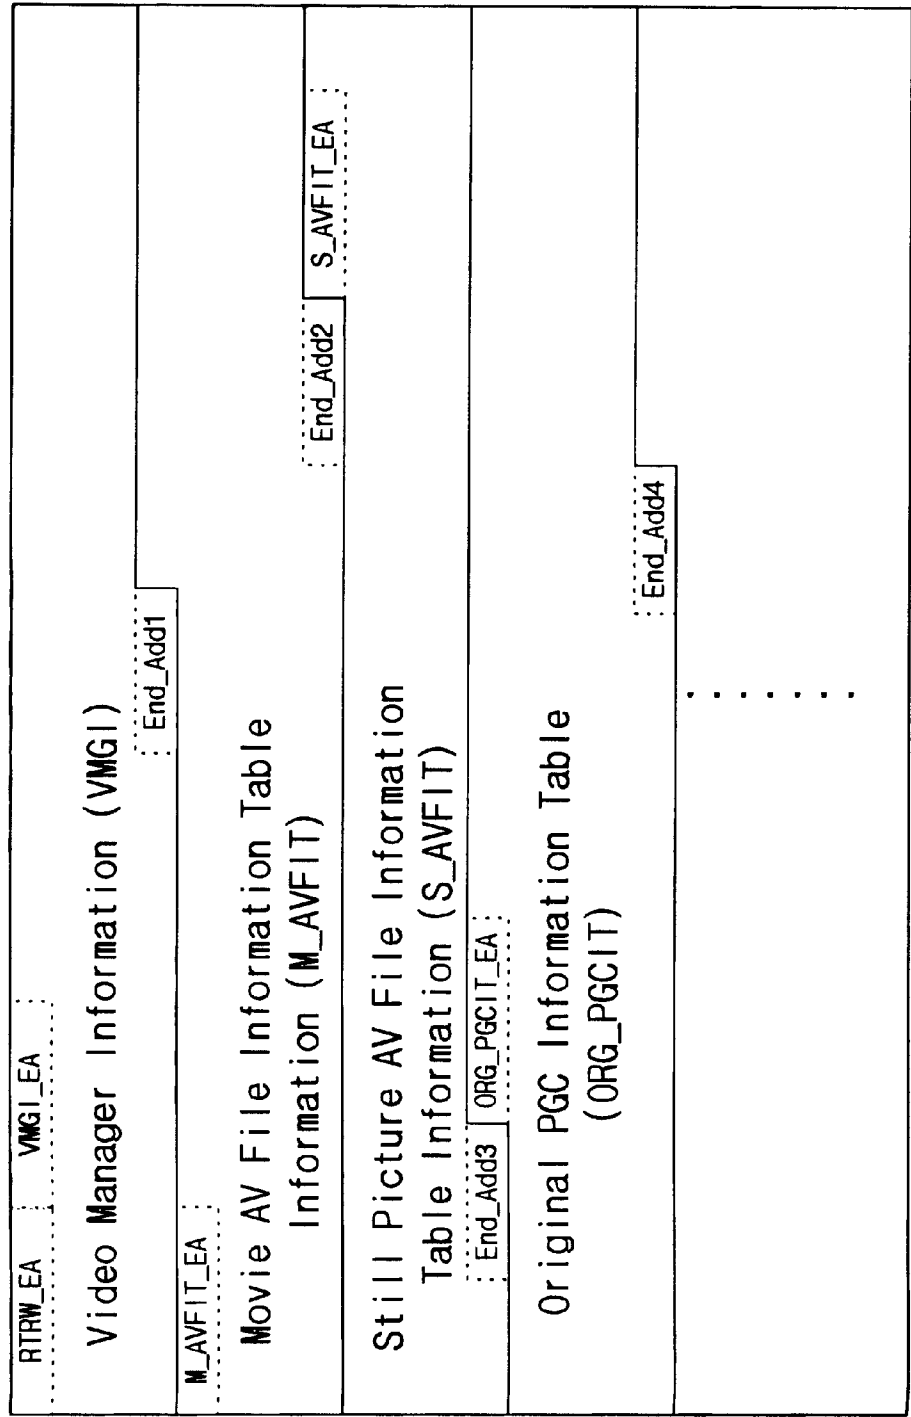 RTRW_EA
VMGI_EA
Video Manager Information (VMGI)
End_Add1
M_AVFIT_EA
Movie AV File Information Table
Information (M_AVFIT)
End_Add2
S_AVFIT_EA
Still Picture AV File Information
Table Information (S_AVFIT)
End_Add3
ORG_PGCIT_EA
Original PGC Information Table
(ORG_PGCIT)
End_Add4